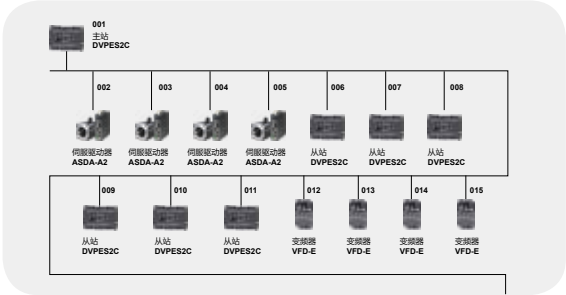 001
主站
DVPES2C
002 003 004 005 006 007 008
伺服驱动器 伺服驱动器 伺服驱动器 伺服驱动器 从站 从站 从站
ASDA-A2 ASDA-A2 ASDA-A2 ASDA-A2 DVPES2C DVPES2C DVPES2C
009 010 011 012 013 014 015
从站 从站 从站 变频器 变频器 变频器 变频器
DVPES2C DVPES2C DVPES2C VFD-E VFD-E VFD-E VFD-E